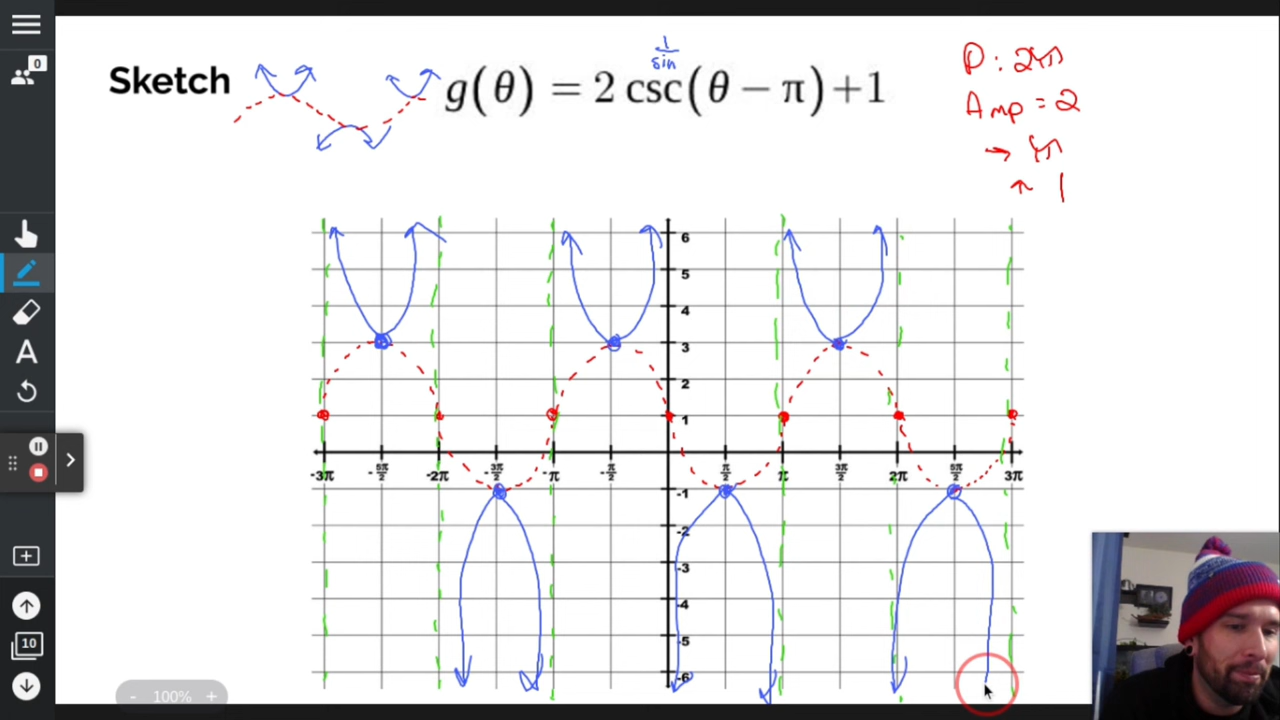 0
Sketch
1
sin
g(θ) = 2 csc(θ − π)+1
P: 2π
Amp = 2
→ π
↑ 1
6
5
4
3
2
1
-3π -5π/2 -2π -3π/2 -π -π/2 π/2 π 3π/2 2π 5π/2 3π
-1
-2
-3
-4
-5
-6
A
10
- 100% +